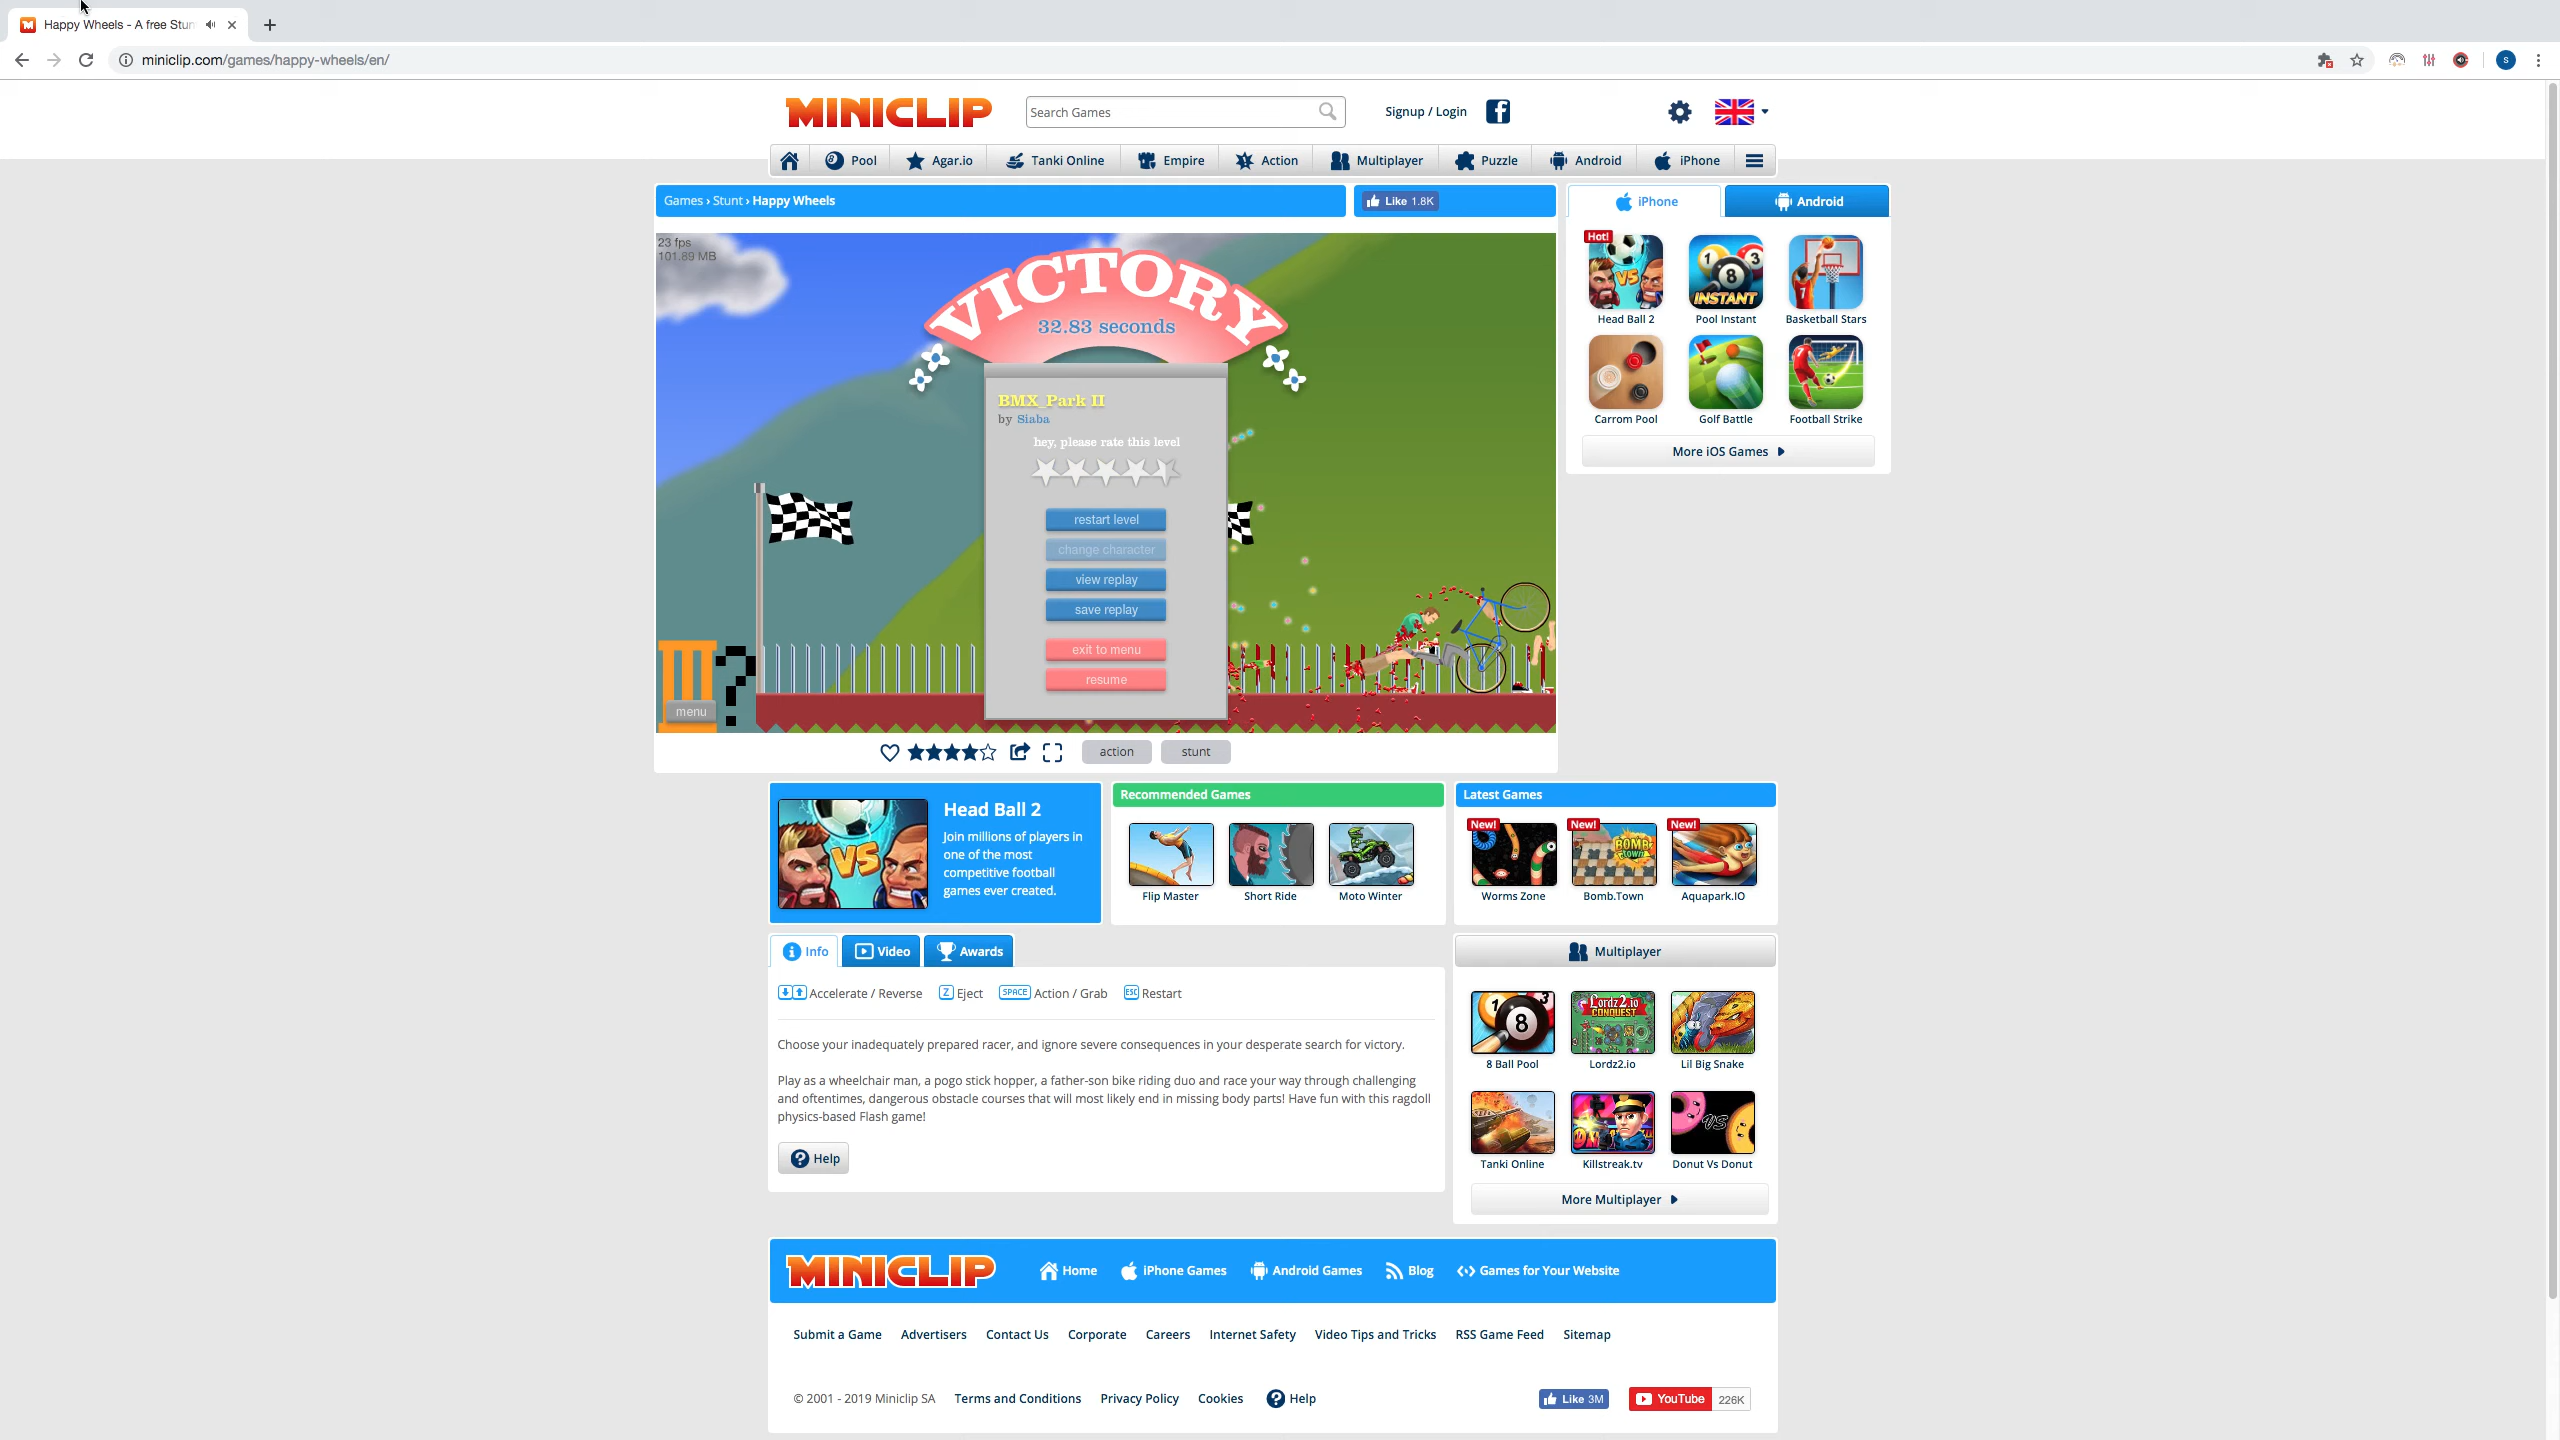 Happy Wheels - A free Stun
miniclip.com/games/happy-wheels/en/
S
MINICLIP
Search Games
Signup / Login
Pool
Agar.io
Tanki Online
Empire
Action
Multiplayer
Puzzle
Android
iPhone
Games › Stunt › Happy Wheels
Like 1.8K
iPhone
Android
23 fps
101.89 MB
VICTORY
32.83 seconds
BMX_Park II
by Siaba
hey, please rate this level
restart level
change character
view replay
save replay
exit to menu
resume
?
menu
action
stunt
Hot!
VS
INSTANT
Head Ball 2
Pool Instant
Basketball Stars
Carrom Pool
Golf Battle
Football Strike
More iOS Games
VS
Head Ball 2
Join millions of players in
one of the most
competitive football
games ever created.
Recommended Games
Flip Master
Short Ride
Moto Winter
Latest Games
New!
New!
New!
BOMB
TOWN
Worms Zone
Bomb.Town
Aquapark.IO
Info
Video
Awards
Accelerate / Reverse
Z Eject
SPACE Action / Grab
ESC Restart
Choose your inadequately prepared racer, and ignore severe consequences in your desperate search for victory.
Play as a wheelchair man, a pogo stick hopper, a father-son bike riding duo and race your way through challenging
and oftentimes, dangerous obstacle courses that will most likely end in missing body parts! Have fun with this ragdoll
physics-based Flash game!
Help
Multiplayer
8
Lordz2.io
CONQUEST
8 Ball Pool
Lordz2.io
Lil Big Snake
VS
Tanki Online
Killstreak.tv
Donut Vs Donut
More Multiplayer
MINICLIP
Home
iPhone Games
Android Games
Blog
Games for Your Website
Submit a Game
Advertisers
Contact Us
Corporate
Careers
Internet Safety
Video Tips and Tricks
RSS Game Feed
Sitemap
© 2001 - 2019 Miniclip SA
Terms and Conditions
Privacy Policy
Cookies
Help
Like 3M
YouTube 226K